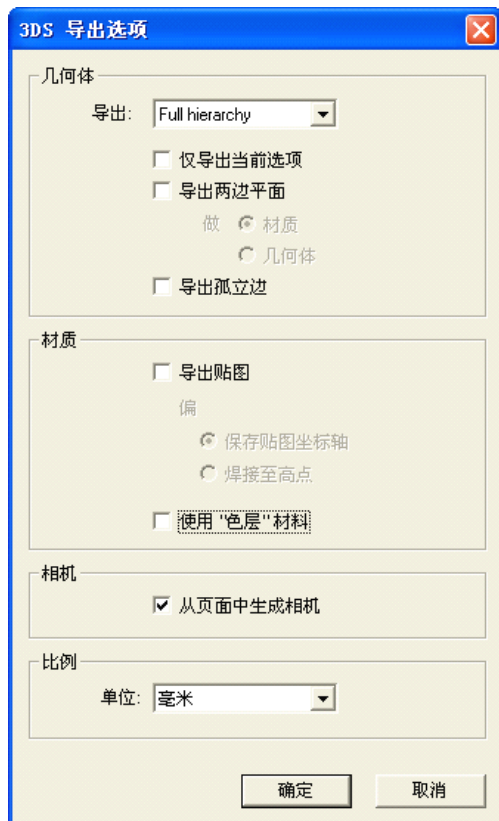 3DS 导出选项
几何体
导出: Full hierarchy
仅导出当前选项
导出两边平面
做 材质
几何体
导出孤立边
材质
导出贴图
偏
保存贴图坐标轴
焊接至高点
使用 "色层" 材料
相机
从页面中生成相机
比例
单位: 毫米
确定 取消